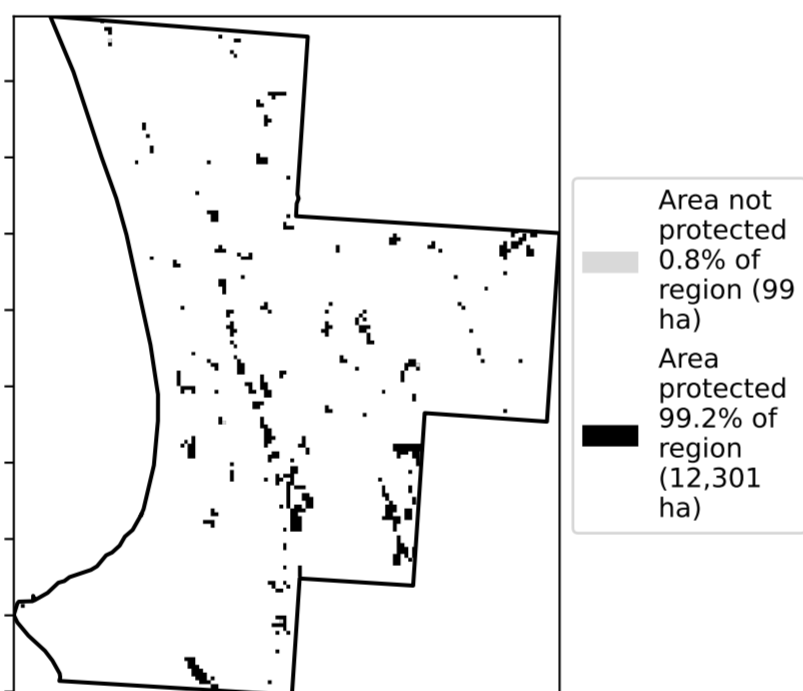 Area not
protected
0.8% of
region (99
ha)
Area
protected
99.2% of
region
(12,301
ha)